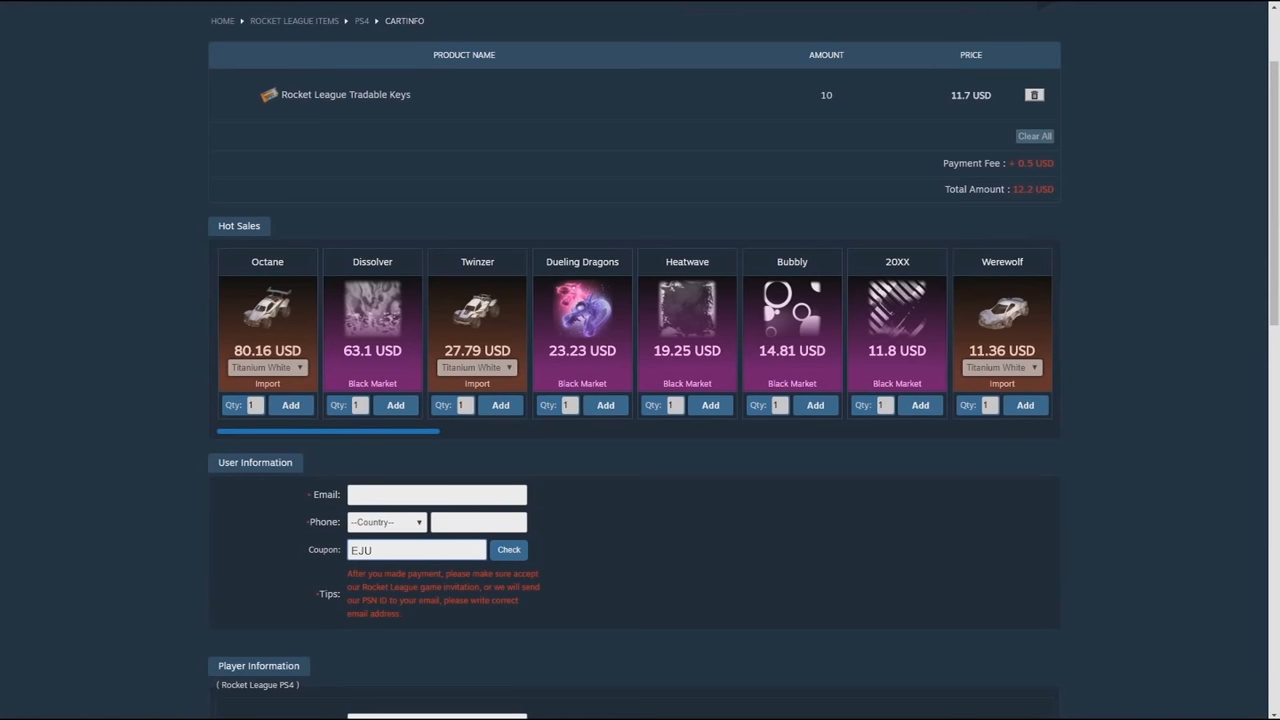 HOME ▸ ROCKET LEAGUE ITEMS ▸ PS4 ▸ CARTINFO
PRODUCT NAME AMOUNT PRICE
Rocket League Tradable Keys 10 11.7 USD
Clear All
Payment Fee : + 0.5 USD
Total Amount : 12.2 USD
Hot Sales
Octane Dissolver Twinzer Dueling Dragons Heatwave Bubbly 20XX Werewolf
80.16 USD 63.1 USD 27.79 USD 23.23 USD 19.25 USD 14.81 USD 11.8 USD 11.36 USD
Titanium White Titanium White Titanium White
Import Black Market Import Black Market Black Market Black Market Black Market Import
Qty: 1 Add Qty: 1 Add Qty: 1 Add Qty: 1 Add Qty: 1 Add Qty: 1 Add Qty: 1 Add Qty: 1 Add
User Information
* Email:
*Phone: --Country--
Coupon: EJU Check
*Tips: After you made payment, please make sure accept
our Rocket League game invitation, or we will send
our PSN ID to your email, please write correct
email address.
Player Information
( Rocket League PS4 )